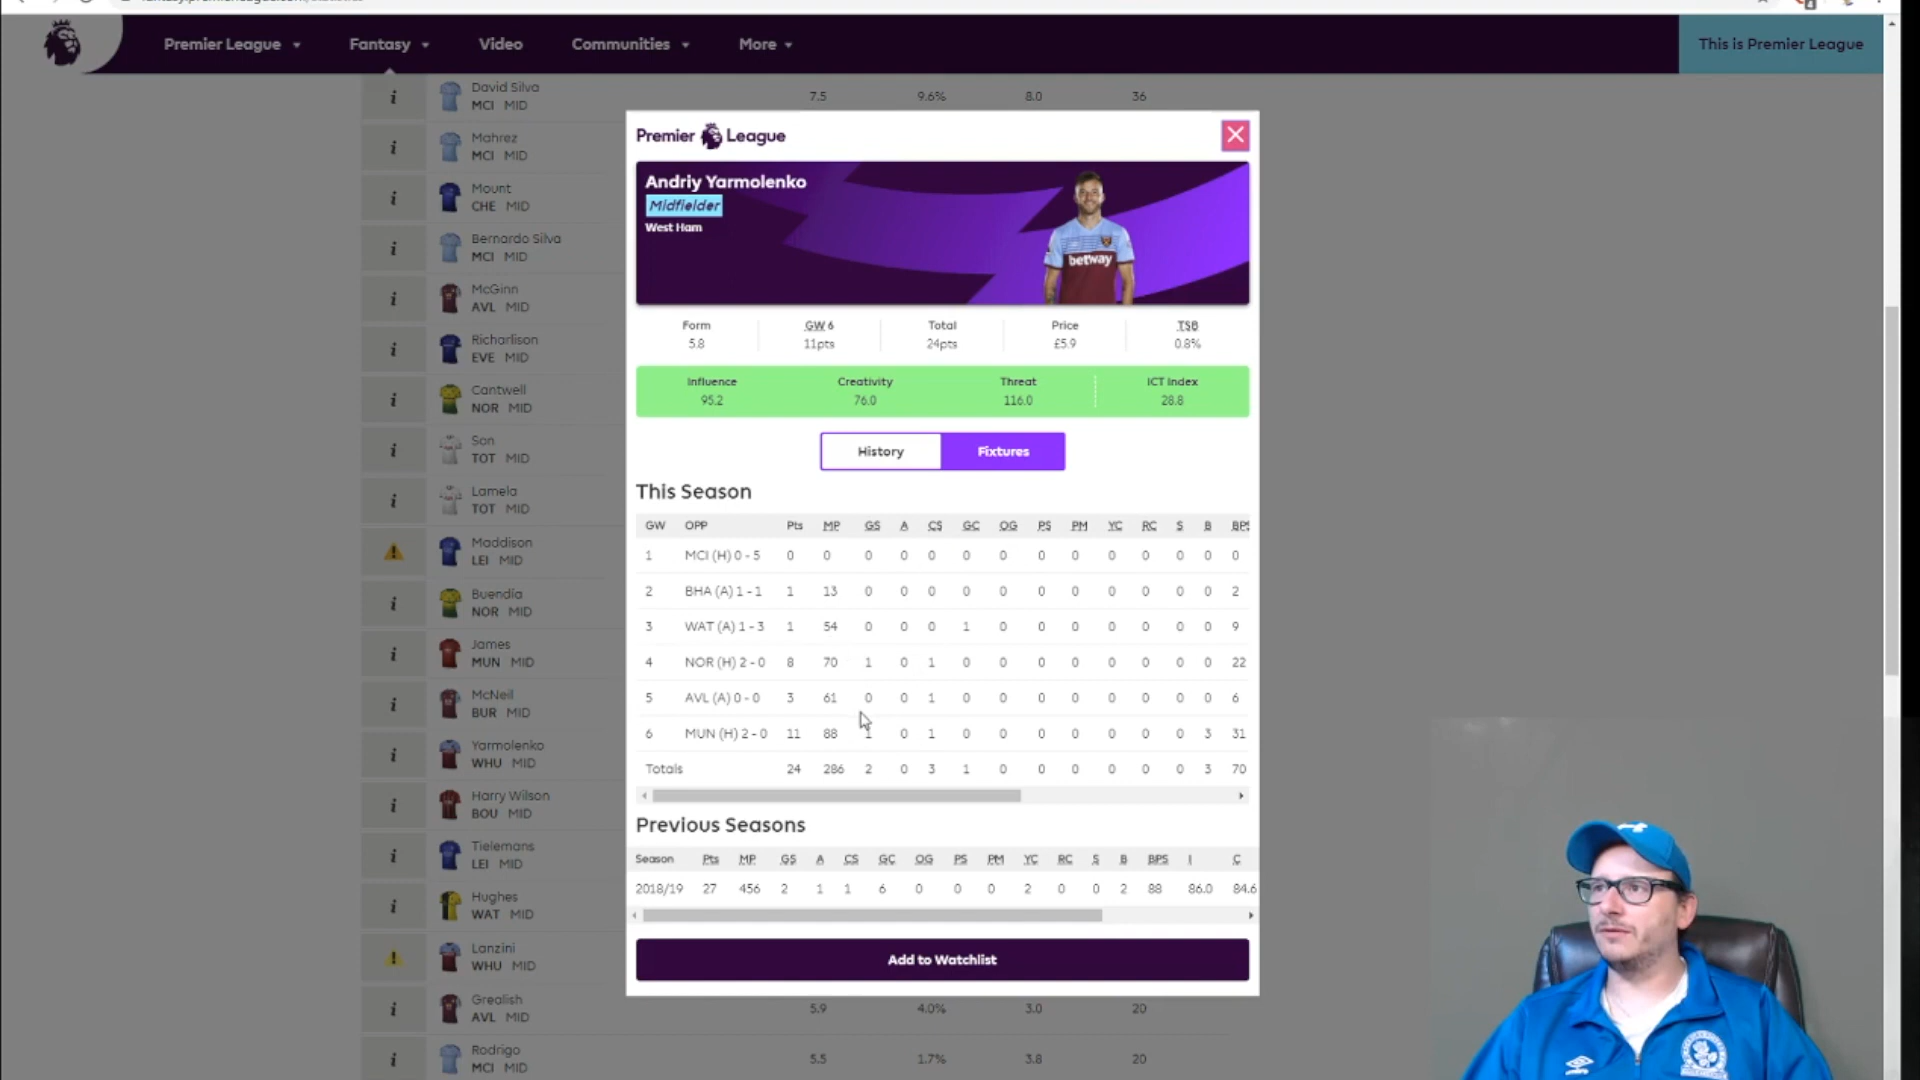 Premier League Fantasy Video Communities More This is Premier League
i David Silva 7.5 9.6% 8.0 36
MCI MID
i Mahrez
MCI MID
i Mount
CHE MID
i Bernardo Silva
MCI MID
i McGinn
AVL MID
i Richarlison
EVE MID
i Cantwell
NOR MID
i Son
TOT MID
i Lamela
TOT MID
Maddison
LEI MID
i Buendía
NOR MID
i James
MUN MID
i McNeil
BUR MID
i Yarmolenko
WHU MID
i Harry Wilson
BOU MID
i Tielemans
LEI MID
i Hughes
WAT MID
Lanzini
WHU MID
i Grealish 5.9 4.0% 3.0 20
AVL MID
i Rodrigo 5.5 1.7% 3.8 20
MCI MID
Premier League
Andriy Yarmolenko
Midfielder
West Ham
betway
Form GW 6 Total Price TSB
5.8 11pts 24pts £5.9 0.8%
Influence Creativity Threat ICT Index
95.2 76.0 116.0 28.8
History Fixtures
This Season
GW OPP Pts MP GS A CS GC OG PS PM YC RC S B BPS
1 MCI (H) 0 - 5 0 0 0 0 0 0 0 0 0 0 0 0 0 0
2 BHA (A) 1 - 1 1 13 0 0 0 0 0 0 0 0 0 0 0 2
3 WAT (A) 1 - 3 1 54 0 0 0 1 0 0 0 0 0 0 0 9
4 NOR (H) 2 - 0 8 70 1 0 1 0 0 0 0 0 0 0 0 22
5 AVL (A) 0 - 0 3 61 0 0 1 0 0 0 0 0 0 0 0 6
6 MUN (H) 2 - 0 11 88 1 0 1 0 0 0 0 0 0 0 3 31
Totals 24 286 2 0 3 1 0 0 0 0 0 0 3 70
Previous Seasons
Season Pts MP GS A CS GC OG PS PM YC RC S B BPS I C
2018/19 27 456 2 1 1 6 0 0 0 2 0 0 2 88 86.0 84.6
Add to Watchlist